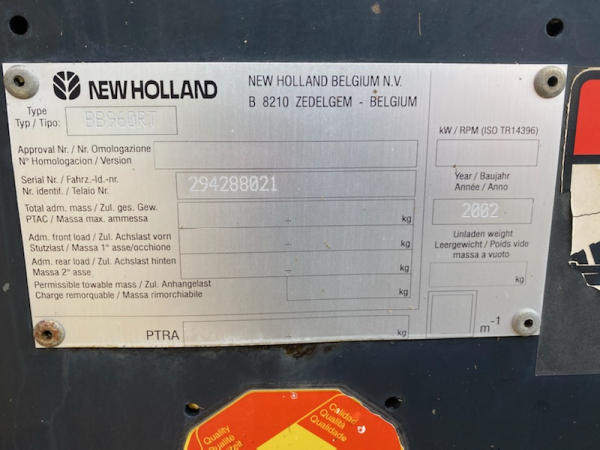 NEW HOLLAND
NEW HOLLAND BELGIUM N.V.
B 8210 ZEDELGEM - BELGIUM
Type
Typ / Tipo:
BB960RT
Approval Nr. / Nr. Omologazione
N° Homologacion / Version
Serial Nr. / Fahrz.-Id.-nr.
Nr. identif. / Telaio Nr.
294288021
Total adm. mass / Zul. ges. Gew.
PTAC / Massa max. ammessa
- kg
Adm. front load / Zul. Achslast vorn
Stutzlast / Massa 1° asse/occhione
- kg
Adm. rear load / Zul. Achslast hinten
Massa 2° asse
- kg
Permissible towable mass / Zul. Anhangelast
Charge remorquable / Massa rimorchiabile
kg
PTRA
kg
kW / RPM (ISO TR14396)
Year / Baujahr
Année / Anno
2002
Unladen weight
Leergewicht / Poids vide
massa a vuoto
kg
m-1
Quality
Qualité
Calidad
Qualità
Qualidade